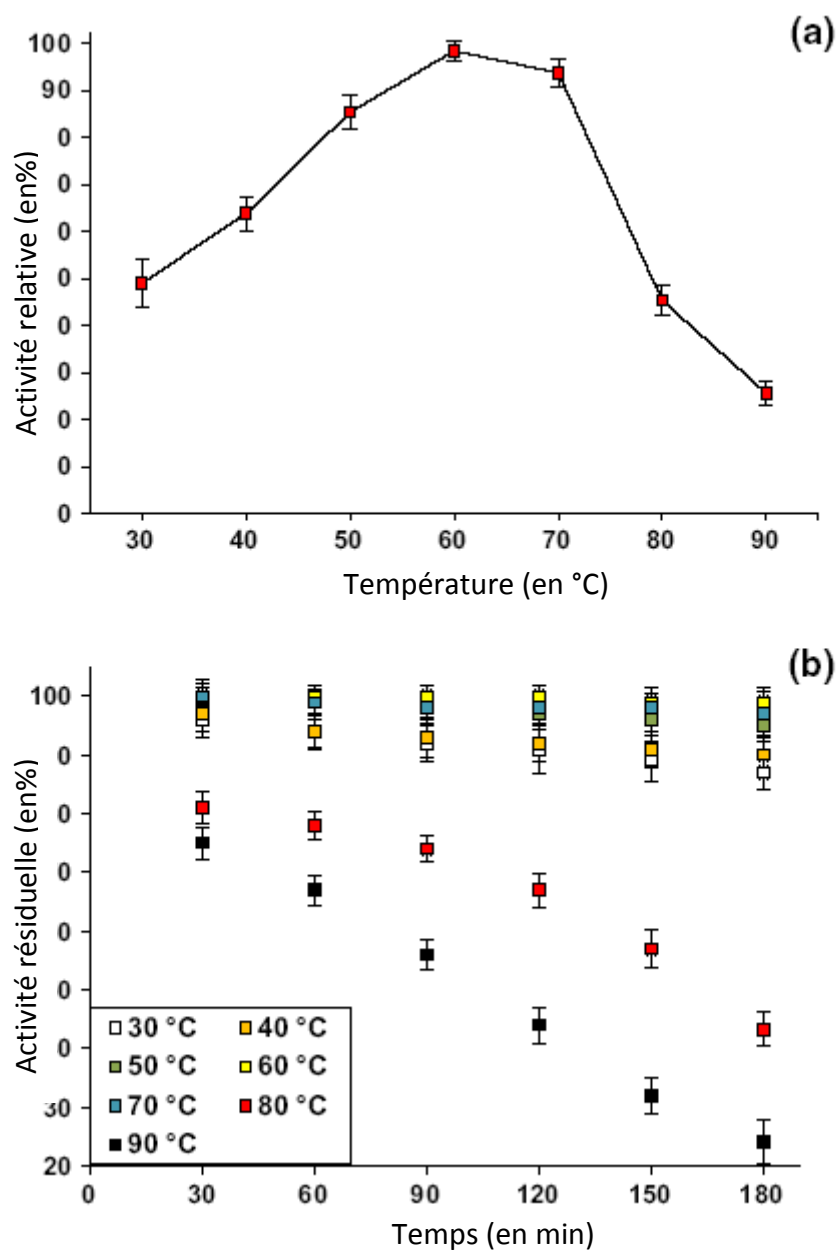 (a)
100
90
0
0
0
0
0
0
0
0
0
Activité relative (en%)
30 40 50 60 70 80 90
Température (en °C)
(b)
100
0
0
0
0
0
0
30
20
Activité résiduelle (en%)
30 °C 40 °C
50 °C 60 °C
70 °C 80 °C
90 °C
0 30 60 90 120 150 180
Temps (en min)